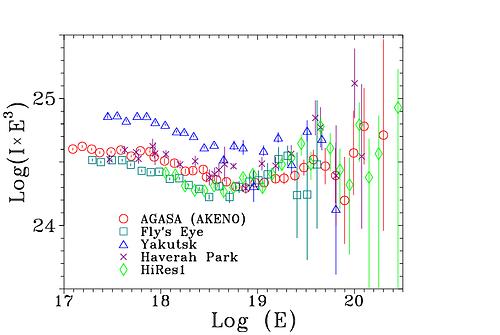 Log(I×E³)
25
24
AGASA (AKENO)
Fly's Eye
Yakutsk
Haverah Park
HiRes1
17 18 19 20
Log (E)